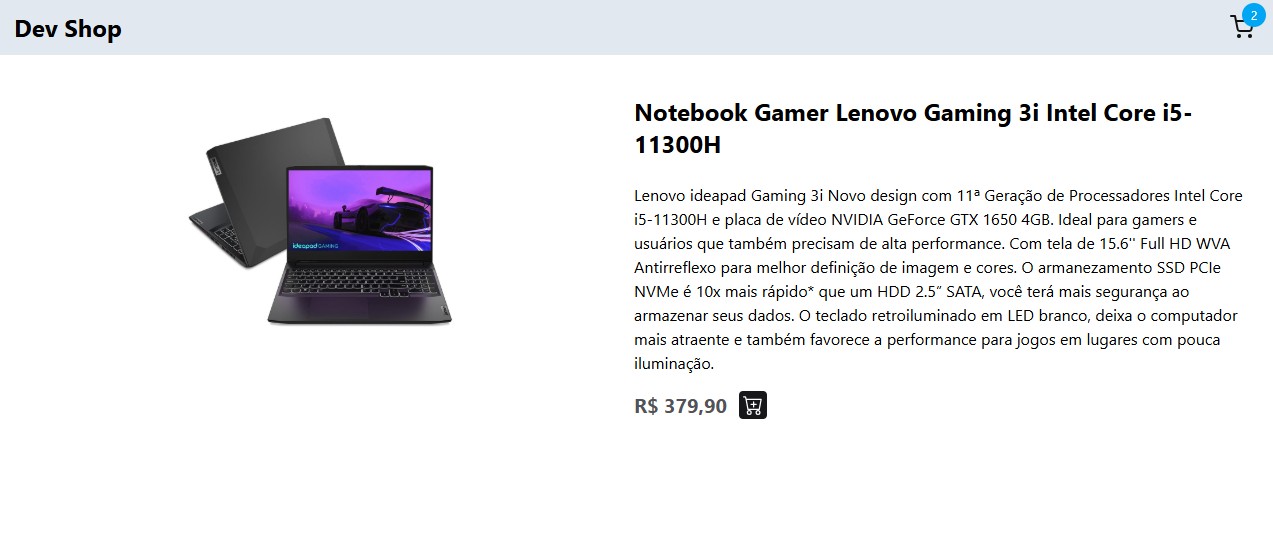 Dev Shop
2
Notebook Gamer Lenovo Gaming 3i Intel Core i5-
11300H
Lenovo ideapad Gaming 3i Novo design com 11ª Geração de Processadores Intel Core
i5-11300H e placa de vídeo NVIDIA GeForce GTX 1650 4GB. Ideal para gamers e
usuários que também precisam de alta performance. Com tela de 15.6'' Full HD WVA
Antirreflexo para melhor definição de imagem e cores. O armanezamento SSD PCIe
NVMe é 10x mais rápido* que um HDD 2.5” SATA, você terá mais segurança ao
armazenar seus dados. O teclado retroiluminado em LED branco, deixa o computador
mais atraente e também favorece a performance para jogos em lugares com pouca
iluminação.
R$ 379,90
ideapad GAMING